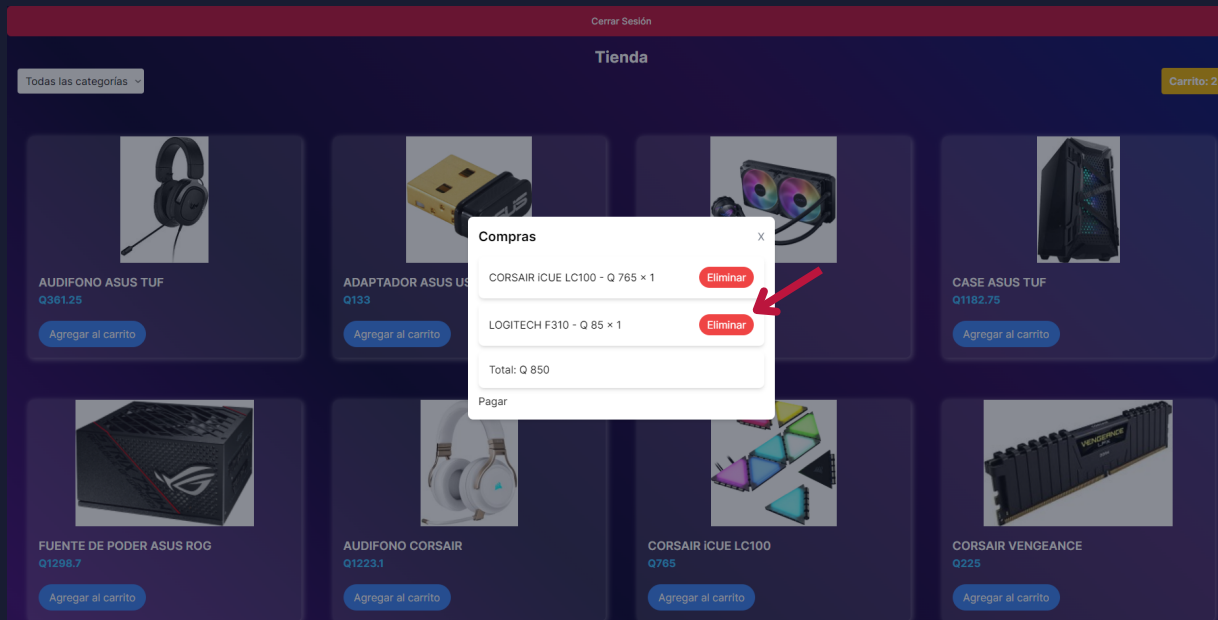 Cerrar Sesión
Tienda
Todas las categorías
Carrito: 2
AUDIFONO ASUS TUF
Q361.25
Agregar al carrito
ADAPTADOR ASUS US
Q133
Agregar al carrito
CASE ASUS TUF
Q1182.75
Agregar al carrito
Compras
X
CORSAIR iCUE LC100 - Q 765 × 1
Eliminar
LOGITECH F310 - Q 85 × 1
Eliminar
Total: Q 850
Pagar
FUENTE DE PODER ASUS ROG
Q1298.7
Agregar al carrito
AUDIFONO CORSAIR
Q1223.1
Agregar al carrito
CORSAIR iCUE LC100
Q765
Agregar al carrito
VENGEANCE
CORSAIR VENGEANCE
Q225
Agregar al carrito